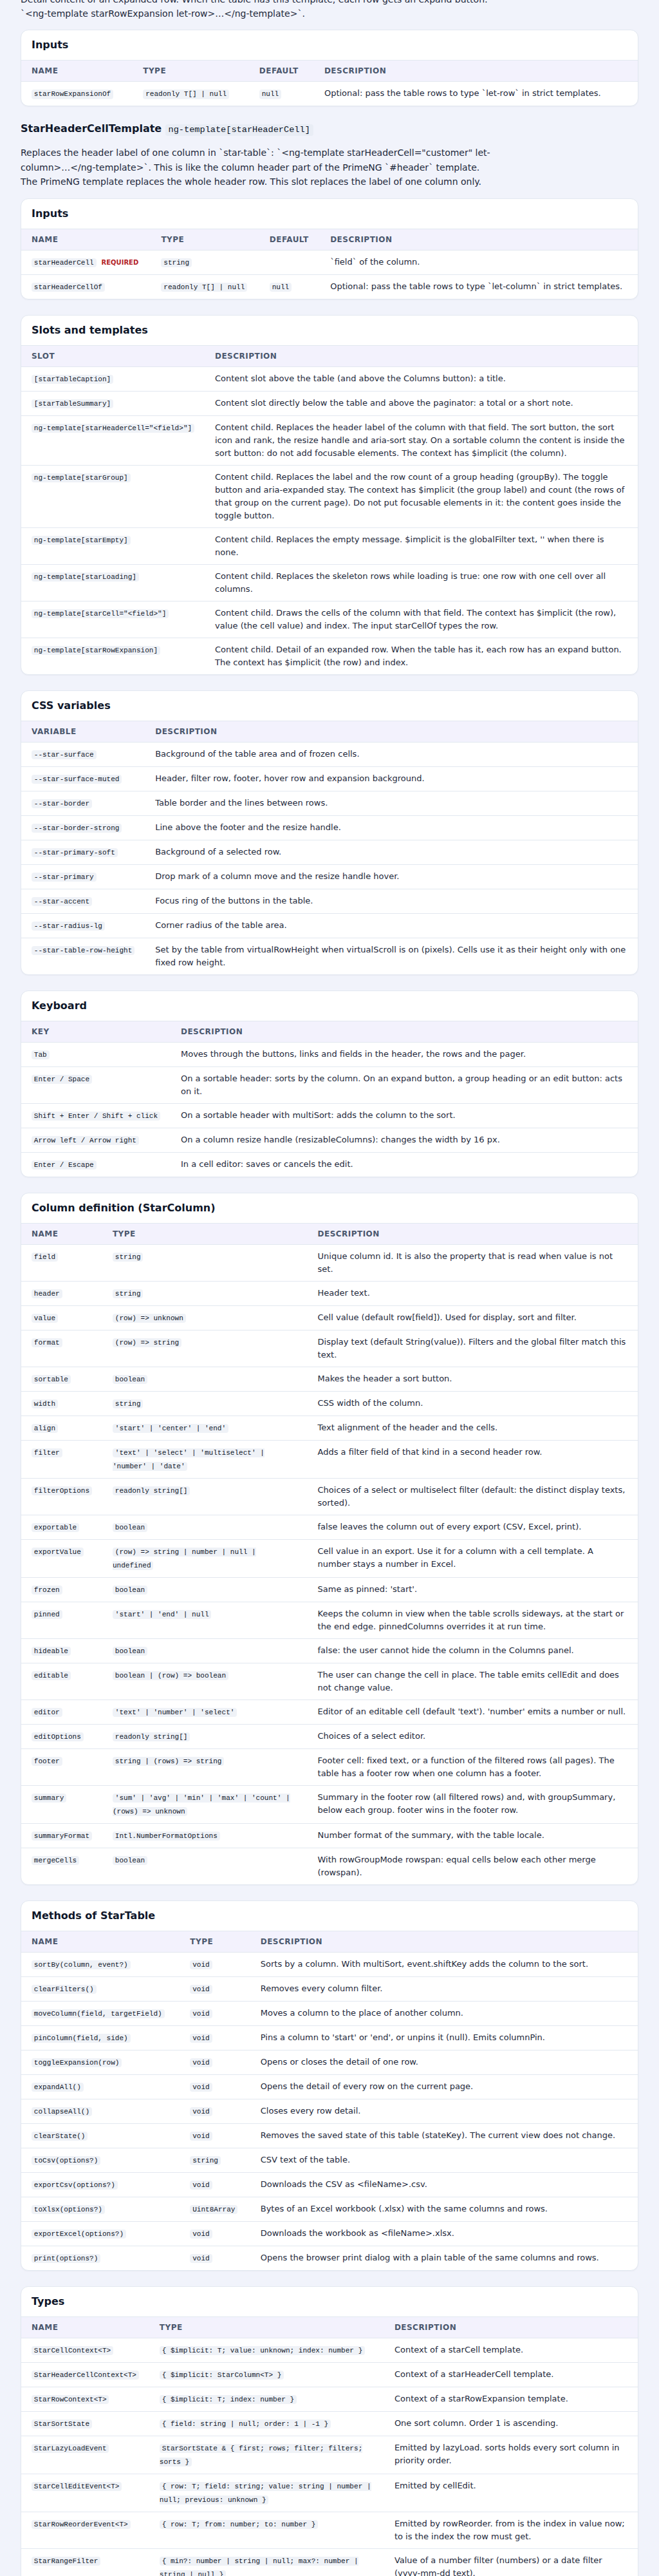 `<ng-template starRowExpansion let-row>…</ng-template>`.
Inputs
NAME TYPE DEFAULT DESCRIPTION
starRowExpansionOf readonly T[] | null null Optional: pass the table rows to type `let-row` in strict templates.
StarHeaderCellTemplate ng-template[starHeaderCell]
Replaces the header label of one column in `star-table`: `<ng-template starHeaderCell="customer" let-
column>…</ng-template>`. This is like the column header part of the PrimeNG `#header` template.
The PrimeNG template replaces the whole header row. This slot replaces the label of one column only.
Inputs
NAME TYPE DEFAULT DESCRIPTION
starHeaderCell REQUIRED string `field` of the column.
starHeaderCellOf readonly T[] | null null Optional: pass the table rows to type `let-column` in strict templates.
Slots and templates
SLOT DESCRIPTION
[starTableCaption] Content slot above the table (and above the Columns button): a title.
[starTableSummary] Content slot directly below the table and above the paginator: a total or a short note.
ng-template[starHeaderCell="<field>"] Content child. Replaces the header label of the column with that field. The sort button, the sort
icon and rank, the resize handle and aria-sort stay. On a sortable column the content is inside the
sort button: do not add focusable elements. The context has $implicit (the column).
ng-template[starGroup] Content child. Replaces the label and the row count of a group heading (groupBy). The toggle
button and aria-expanded stay. The context has $implicit (the group label) and count (the rows of
that group on the current page). Do not put focusable elements in it: the content goes inside the
toggle button.
ng-template[starEmpty] Content child. Replaces the empty message. $implicit is the globalFilter text, '' when there is
none.
ng-template[starLoading] Content child. Replaces the skeleton rows while loading is true: one row with one cell over all
columns.
ng-template[starCell="<field>"] Content child. Draws the cells of the column with that field. The context has $implicit (the row),
value (the cell value) and index. The input starCellOf types the row.
ng-template[starRowExpansion] Content child. Detail of an expanded row. When the table has it, each row has an expand button.
The context has $implicit (the row) and index.
CSS variables
VARIABLE DESCRIPTION
--star-surface Background of the table area and of frozen cells.
--star-surface-muted Header, filter row, footer, hover row and expansion background.
--star-border Table border and the lines between rows.
--star-border-strong Line above the footer and the resize handle.
--star-primary-soft Background of a selected row.
--star-primary Drop mark of a column move and the resize handle hover.
--star-accent Focus ring of the buttons in the table.
--star-radius-lg Corner radius of the table area.
--star-table-row-height Set by the table from virtualRowHeight when virtualScroll is on (pixels). Cells use it as their height only with one
fixed row height.
Keyboard
KEY DESCRIPTION
Tab Moves through the buttons, links and fields in the header, the rows and the pager.
Enter / Space On a sortable header: sorts by the column. On an expand button, a group heading or an edit button: acts
on it.
Shift + Enter / Shift + click On a sortable header with multiSort: adds the column to the sort.
Arrow left / Arrow right On a column resize handle (resizableColumns): changes the width by 16 px.
Enter / Escape In a cell editor: saves or cancels the edit.
Column definition (StarColumn)
NAME TYPE DESCRIPTION
field string Unique column id. It is also the property that is read when value is not
set.
header string Header text.
value (row) => unknown Cell value (default row[field]). Used for display, sort and filter.
format (row) => string Display text (default String(value)). Filters and the global filter match this
text.
sortable boolean Makes the header a sort button.
width string CSS width of the column.
align 'start' | 'center' | 'end' Text alignment of the header and the cells.
filter 'text' | 'select' | 'multiselect' | Adds a filter field of that kind in a second header row.
'number' | 'date'
filterOptions readonly string[] Choices of a select or multiselect filter (default: the distinct display texts,
sorted).
exportable boolean false leaves the column out of every export (CSV, Excel, print).
exportValue (row) => string | number | null | Cell value in an export. Use it for a column with a cell template. A
undefined number stays a number in Excel.
frozen boolean Same as pinned: 'start'.
pinned 'start' | 'end' | null Keeps the column in view when the table scrolls sideways, at the start or
the end edge. pinnedColumns overrides it at run time.
hideable boolean false: the user cannot hide the column in the Columns panel.
editable boolean | (row) => boolean The user can change the cell in place. The table emits cellEdit and does
not change value.
editor 'text' | 'number' | 'select' Editor of an editable cell (default 'text'). 'number' emits a number or null.
editOptions readonly string[] Choices of a select editor.
footer string | (rows) => string Footer cell: fixed text, or a function of the filtered rows (all pages). The
table has a footer row when one column has a footer.
summary 'sum' | 'avg' | 'min' | 'max' | 'count' | Summary in the footer row (all filtered rows) and, with groupSummary,
(rows) => unknown below each group. footer wins in the footer row.
summaryFormat Intl.NumberFormatOptions Number format of the summary, with the table locale.
mergeCells boolean With rowGroupMode rowspan: equal cells below each other merge
(rowspan).
Methods of StarTable
NAME TYPE DESCRIPTION
sortBy(column, event?) void Sorts by a column. With multiSort, event.shiftKey adds the column to the sort.
clearFilters() void Removes every column filter.
moveColumn(field, targetField) void Moves a column to the place of another column.
pinColumn(field, side) void Pins a column to 'start' or 'end', or unpins it (null). Emits columnPin.
toggleExpansion(row) void Opens or closes the detail of one row.
expandAll() void Opens the detail of every row on the current page.
collapseAll() void Closes every row detail.
clearState() void Removes the saved state of this table (stateKey). The current view does not change.
toCsv(options?) string CSV text of the table.
exportCsv(options?) void Downloads the CSV as <fileName>.csv.
toXlsx(options?) Uint8Array Bytes of an Excel workbook (.xlsx) with the same columns and rows.
exportExcel(options?) void Downloads the workbook as <fileName>.xlsx.
print(options?) void Opens the browser print dialog with a plain table of the same columns and rows.
Types
NAME TYPE DESCRIPTION
StarCellContext<T> { $implicit: T; value: unknown; index: number } Context of a starCell template.
StarHeaderCellContext<T> { $implicit: StarColumn<T> } Context of a starHeaderCell template.
StarRowContext<T> { $implicit: T; index: number } Context of a starRowExpansion template.
StarSortState { field: string | null; order: 1 | -1 } One sort column. Order 1 is ascending.
StarLazyLoadEvent StarSortState & { first; rows; filter; filters; Emitted by lazyLoad. sorts holds every sort column in
sorts } priority order.
StarCellEditEvent<T> { row: T; field: string; value: string | number | Emitted by cellEdit.
null; previous: unknown }
StarRowReorderEvent<T> { row: T; from: number; to: number } Emitted by rowReorder. from is the index in value now;
to is the index the row must get.
StarRangeFilter { min?: number | string | null; max?: number | Value of a number filter (numbers) or a date filter
string | null } (yyyy-mm-dd text).